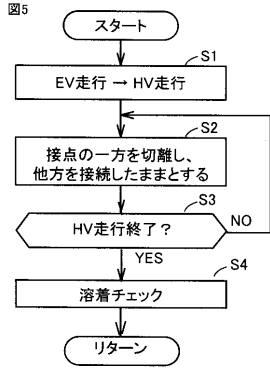 図5
スタート
S1
EV走行 → HV走行
S2
接点の一方を切離し、
他方を接続したままとする
S3
HV走行終了？
NO
YES
S4
溶着チェック
リターン